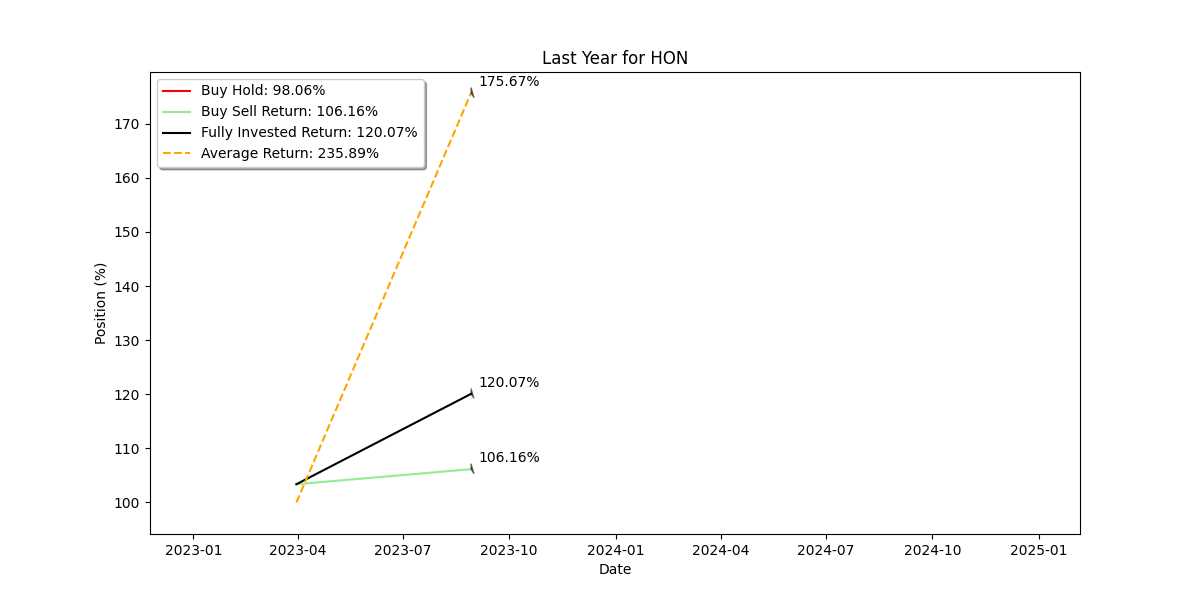 Last Year for HON
175.67%
Buy Hold: 98.06%
Buy Sell Return: 106.16%
Fully Invested Return: 120.07%
Average Return: 235.89%
170
160
150
140
130
120
110
100
Position (%)
120.07%
106.16%
2023-01 2023-04 2023-07 2023-10 2024-01 2024-04 2024-07 2024-10 2025-01
Date